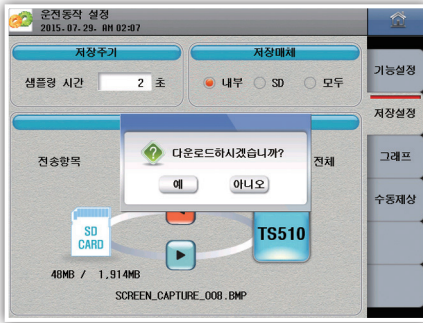 운전동작 설정
2015.07.29. AM 02:07
저장주기
저장매체
샘플링 시간 2 초
내부 SD 모두
기능설정
저장설정
그래프
수동제상
전송항목
전체
다운로드하시겠습니까?
예 아니오
SD
CARD
TS510
48MB / 1,914MB
SCREEN_CAPTURE_008.BMP